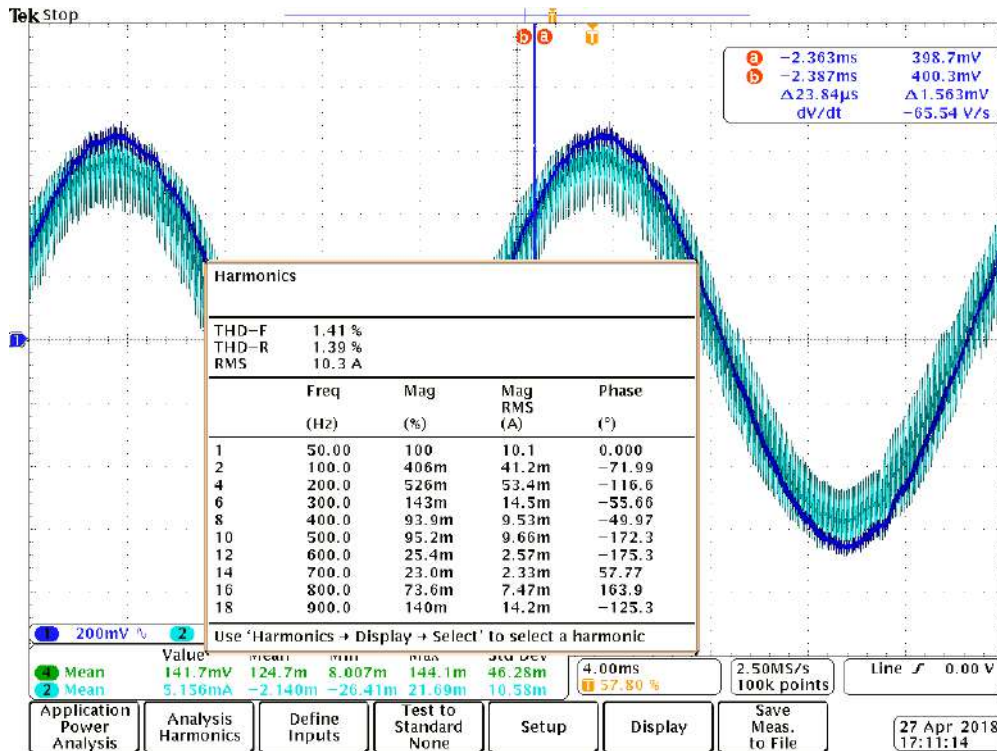 Tek Stop
T
b a T
a −2.363ms 398.7mV
b −2.387ms 400.3mV
Δ23.84µs Δ1.563mV
dV/dt −65.54 V/s
1
Harmonics
THD−F 1.41 %
THD−R 1.39 %
RMS 10.3 A
Freq Mag Mag Phase
RMS
(Hz) (%) (A) (°)
1 50.00 100 10.1 0.000
2 100.0 406m 41.2m −71.99
4 200.0 526m 53.4m −116.6
6 300.0 143m 14.5m −55.66
8 400.0 93.9m 9.53m −49.97
10 500.0 95.2m 9.66m −172.3
12 600.0 25.4m 2.57m −175.3
14 700.0 23.0m 2.33m 57.77
16 800.0 73.6m 7.47m 163.9
18 900.0 140m 14.2m −125.3
Use 'Harmonics → Display → Select' to select a harmonic
1 200mV ∿ 2
Value Mean Min Max Std Dev
4 Mean 141.7mV 124.7m 8.007m 144.1m 46.28m
2 Mean 5.156mA −2.140m −26.41m 21.69m 10.58m
4.00ms
T 57.80 %
2.50MS/s
100k points
Line ƒ 0.00 V
Application
Power
Analysis
Analysis
Harmonics
Define
Inputs
Test to
Standard
None
Setup
Display
Save
Meas.
to File
27 Apr 2018
17:11:14